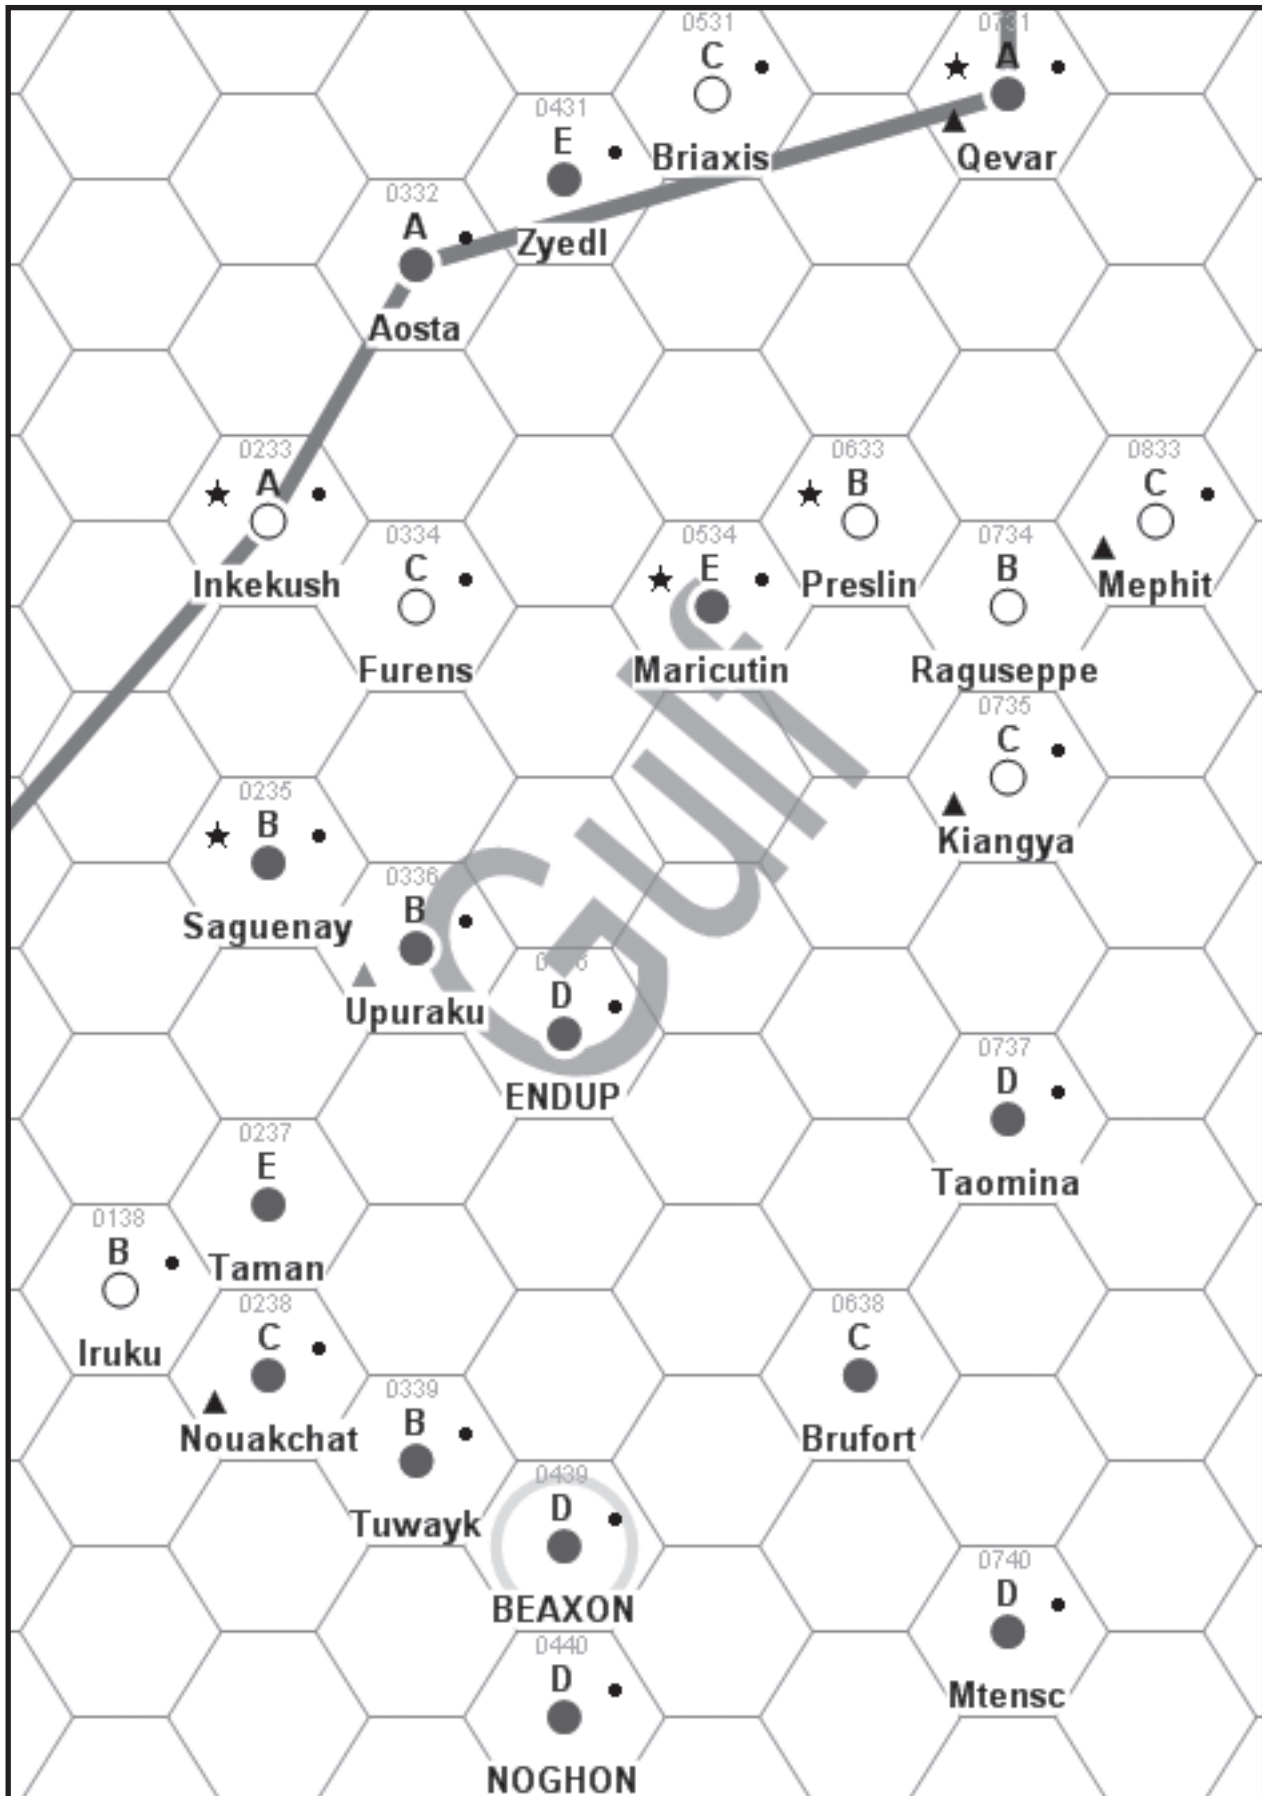 0531
C
Briaxis
0731
A
Qevar
0431
E
Zyedl
0332
A
Aosta
0233
A
Inkekush
0633
B
Preslin
0833
C
Mephit
0334
C
Furens
0534
E
Maricutin
0734
B
Raguseppe
0735
C
Kiangya
Gulf
0235
B
Saguenay
0336
B
Upuraku
D
ENDUP
0737
D
Taomina
0237
E
Taman
0138
B
Iruku
0238
C
Nouakchat
0638
C
Brufort
0339
B
Tuwayk
0439
D
BEAXON
0740
D
Mtensc
0440
D
NOGHON